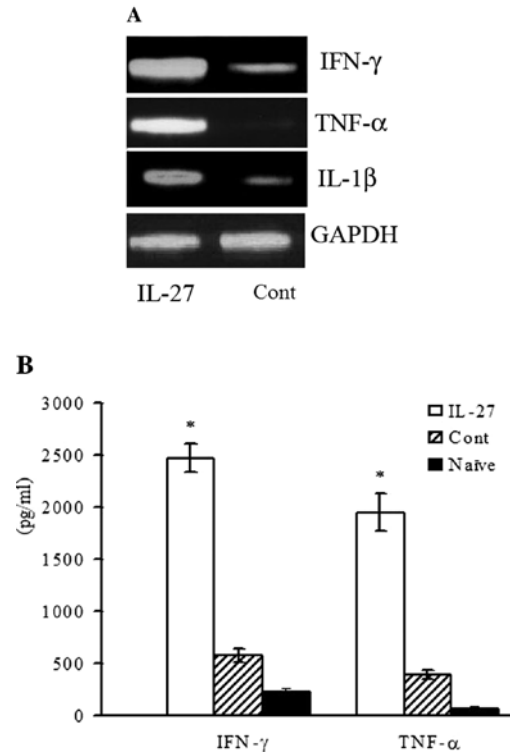 A
IFN-γ
TNF-α
IL-1β
GAPDH
IL-27 Cont
B
3000
2500
2000
1500
1000
500
0
(pg/ml)
* *
IL-27
Cont
Naïve
IFN-γ TNF-α